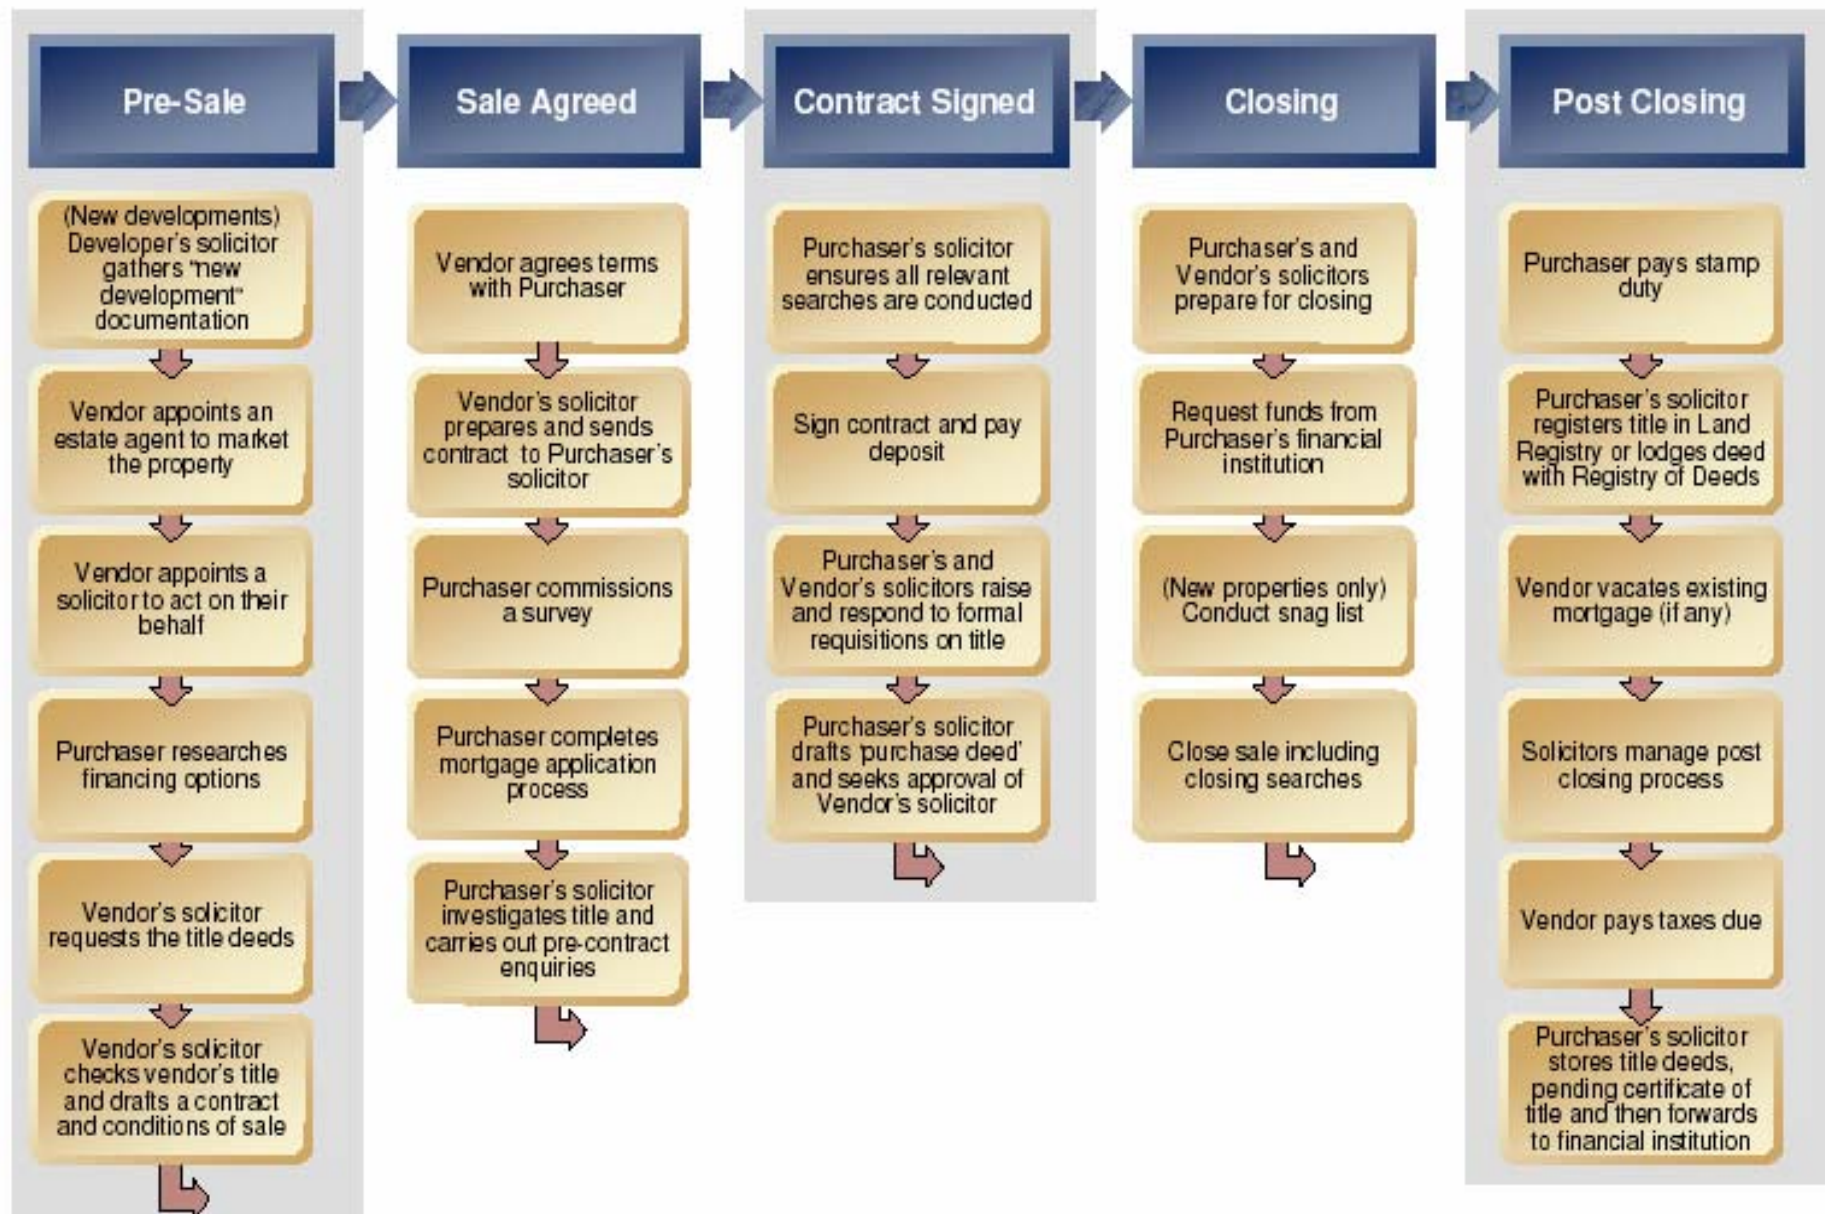 Pre-Sale
Sale Agreed
Contract Signed
Closing
Post Closing
(New developments)
Developer's solicitor
gathers "new
development"
documentation
Vendor appoints an
estate agent to market
the property
Vendor appoints a
solicitor to act on their
behalf
Purchaser researches
financing options
Vendor's solicitor
requests the title deeds
Vendor's solicitor
checks vendor's title
and drafts a contract
and conditions of sale
Vendor agrees terms
with Purchaser
Vendor's solicitor
prepares and sends
contract to Purchaser's
solicitor
Purchaser commissions
a survey
Purchaser completes
mortgage application
process
Purchaser's solicitor
investigates title and
carries out pre-contract
enquiries
Purchaser's solicitor
ensures all relevant
searches are conducted
Sign contract and pay
deposit
Purchaser's and
Vendor's solicitors raise
and respond to formal
requisitions on title
Purchaser's solicitor
drafts 'purchase deed'
and seeks approval of
Vendor's solicitor
Purchaser's and
Vendor's solicitors
prepare for closing
Request funds from
Purchaser's financial
institution
(New properties only)
Conduct snag list
Close sale including
closing searches
Purchaser pays stamp
duty
Purchaser's solicitor
registers title in Land
Registry or lodges deed
with Registry of Deeds
Vendor vacates existing
mortgage (if any)
Solicitors manage post
closing process
Vendor pays taxes due
Purchaser's solicitor
stores title deeds,
pending certificate of
title and then forwards
to financial institution